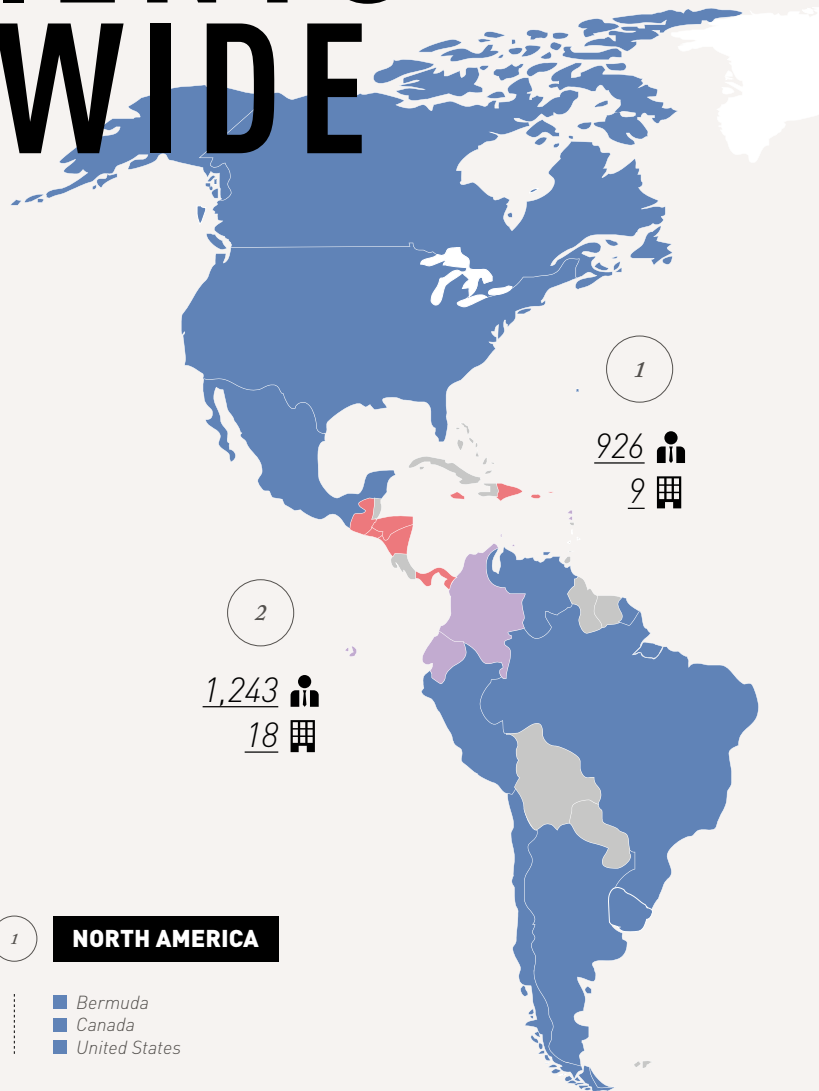 WIDE
1
926
9
2
1,243
18
1 NORTH AMERICA
Bermuda
Canada
United States